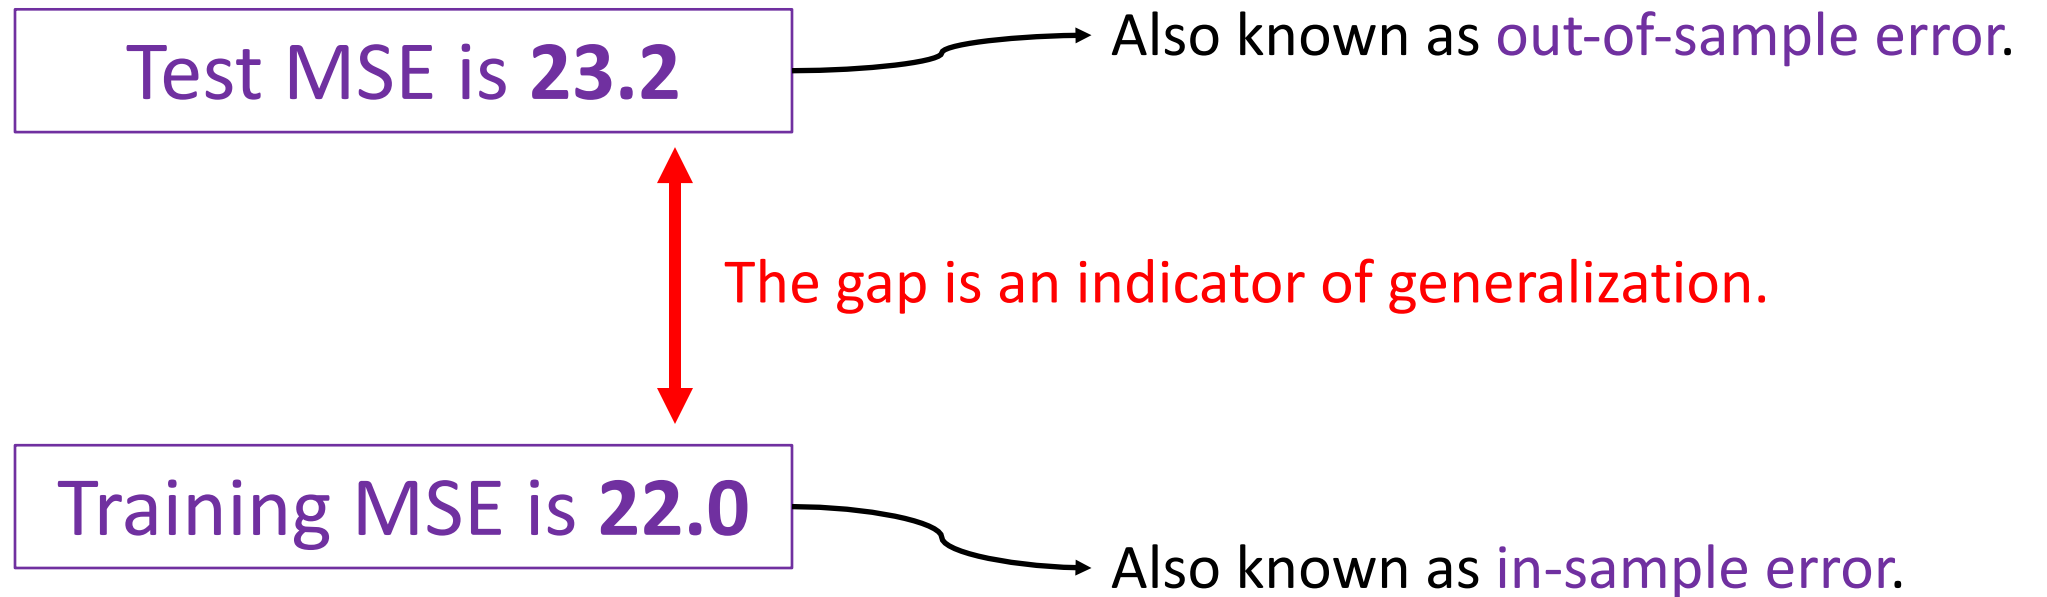 Test MSE is 23.2
Also known as out-of-sample error.
The gap is an indicator of generalization.
Training MSE is 22.0
Also known as in-sample error.